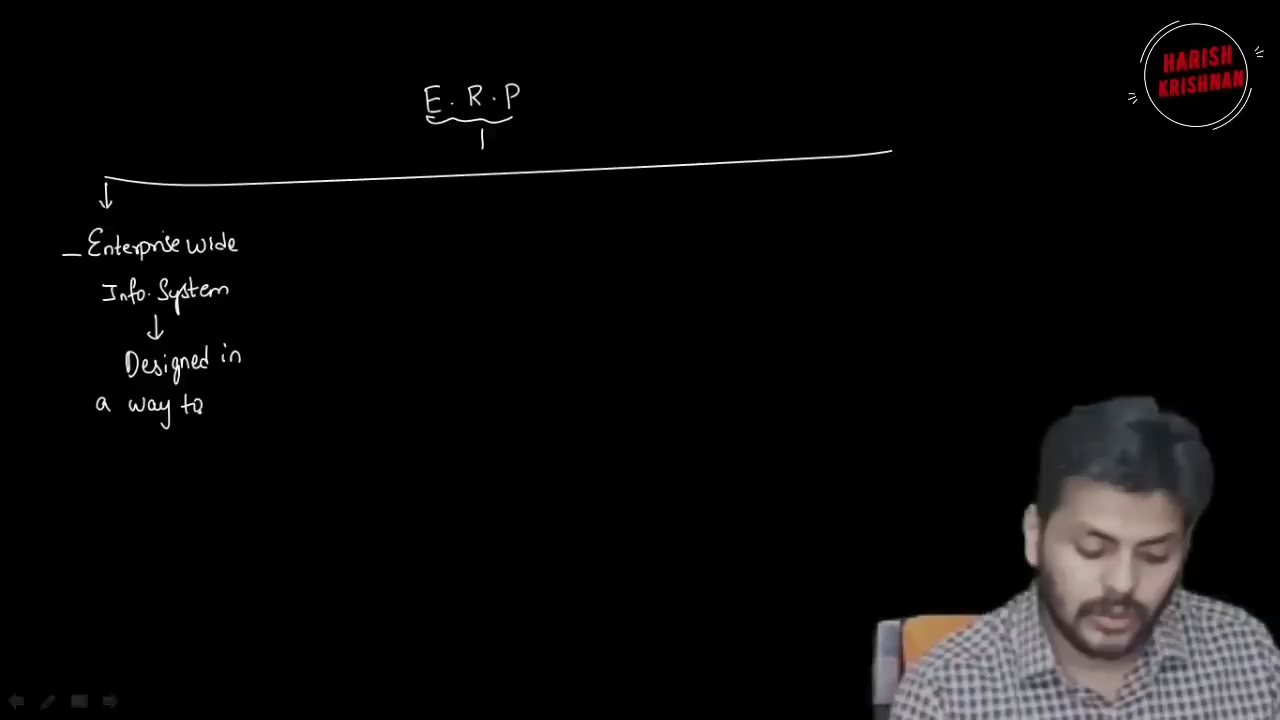 HARISH
KRISHNAN
E.R.P
Enterprise wide
Info. System
Designed in
a way to